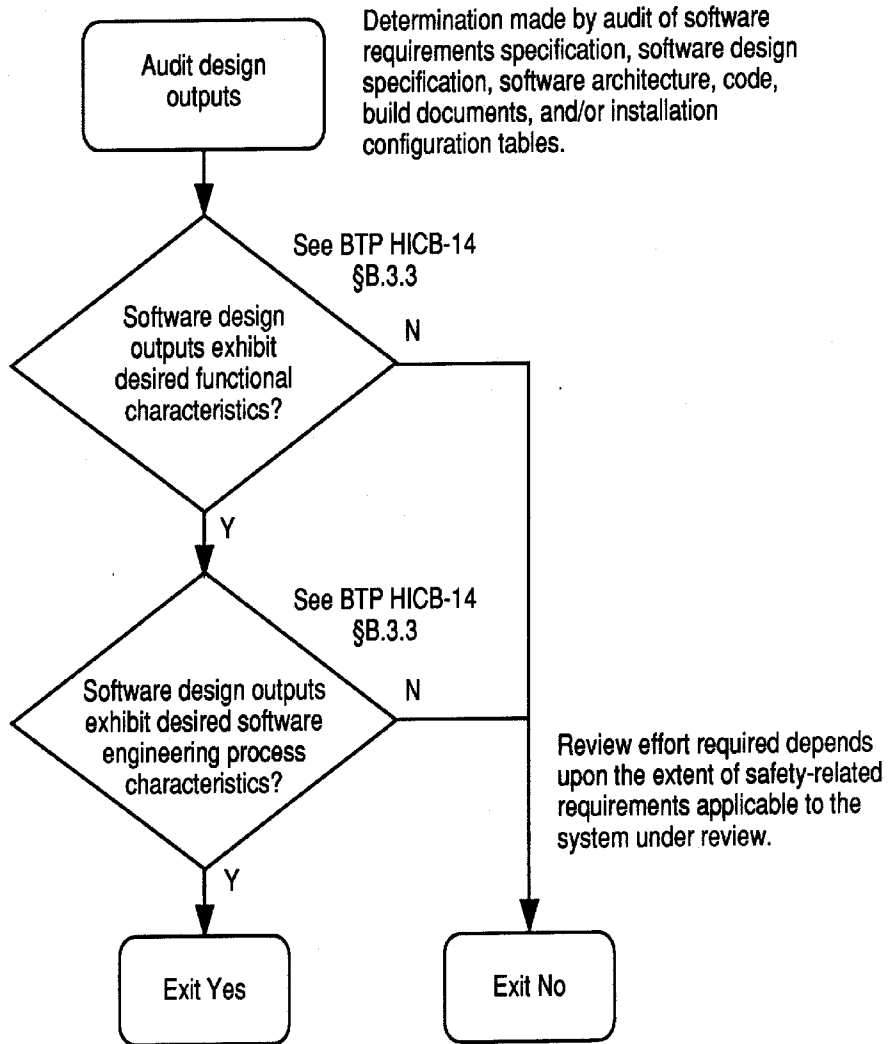 Audit design
outputs
Determination made by audit of software
requirements specification, software design
specification, software architecture, code,
build documents, and/or installation
configuration tables.
See BTP HICB-14
§B.3.3
Software design
outputs exhibit
desired functional
characteristics?
N
Y
See BTP HICB-14
§B.3.3
Software design outputs
exhibit desired software
engineering process
characteristics?
N
Review effort required depends
upon the extent of safety-related
requirements applicable to the
system under review.
Y
Exit Yes
Exit No